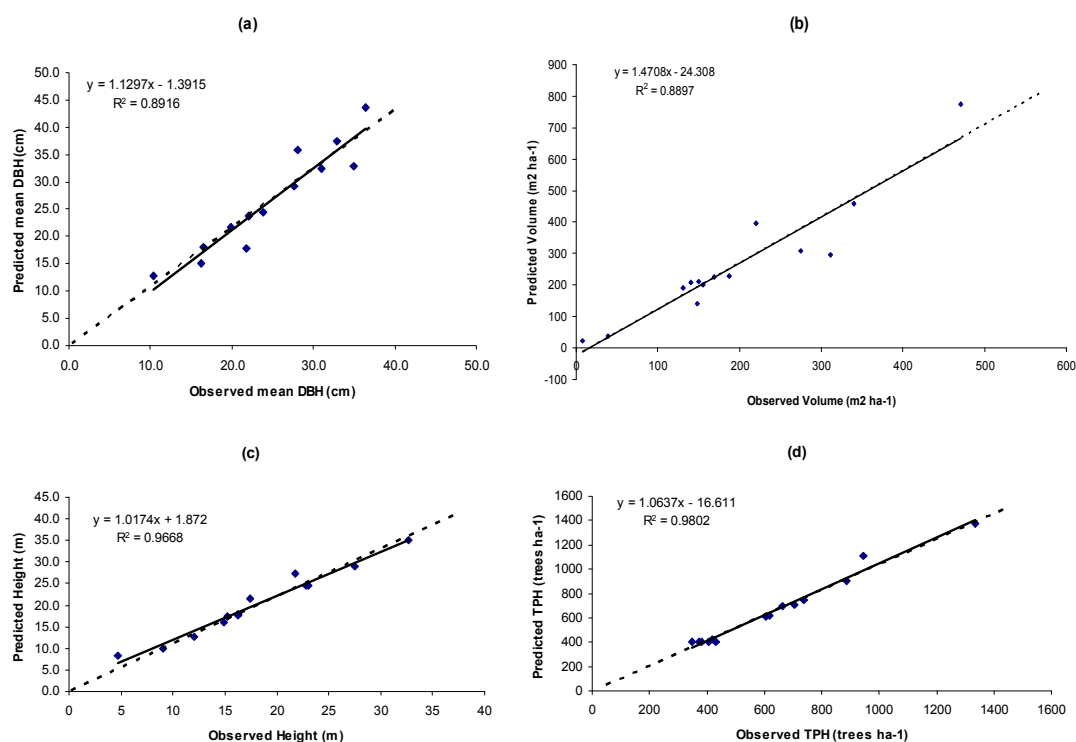 (a)
y = 1.1297x - 1.3915
R² = 0.8916
50.0
45.0
40.0
35.0
30.0
25.0
20.0
15.0
10.0
5.0
0.0
Predicted mean DBH (cm)
0.0 10.0 20.0 30.0 40.0 50.0
Observed mean DBH (cm)
(b)
y = 1.4708x - 24.308
R² = 0.8897
900
800
700
600
500
400
300
200
100
0
-100
Predicted Volume (m2 ha-1)
0 100 200 300 400 500 600
Observed Volume (m2 ha-1)
(c)
y = 1.0174x + 1.872
R² = 0.9668
45.0
40.0
35.0
30.0
25.0
20.0
15.0
10.0
5.0
0.0
Predicted Height (m)
0 5 10 15 20 25 30 35 40
Observed Height (m)
(d)
y = 1.0637x - 16.611
R² = 0.9802
1600
1400
1200
1000
800
600
400
200
0
Predicted TPH (trees ha-1)
0 200 400 600 800 1000 1200 1400 1600
Observed TPH (trees ha-1)